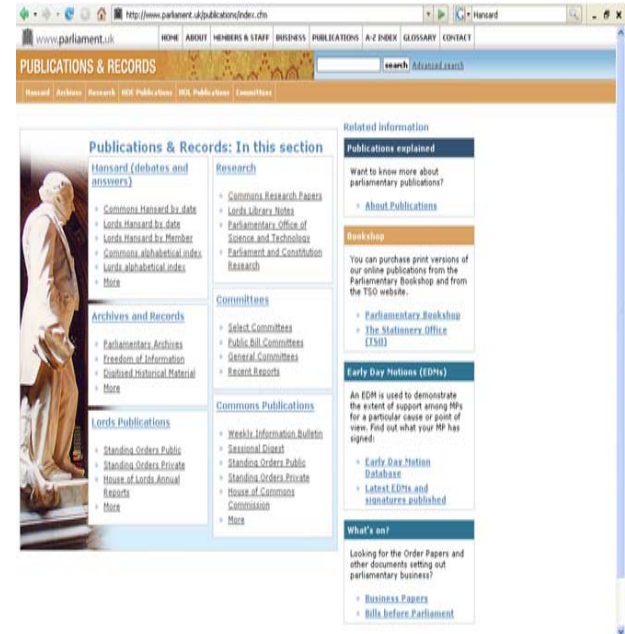 http://www.parliament.uk/publications/index.cfm
Hansard
www.parliament.uk
HOME ABOUT MEMBERS & STAFF BUSINESS PUBLICATIONS A-Z INDEX GLOSSARY CONTACT
PUBLICATIONS & RECORDS
search Advanced search
Hansard Archives Research HOC Publications HOL Publications Committees
Publications & Records: In this section
Hansard (debates and
answers)
Commons Hansard by date
Lords Hansard by date
Lords Hansard by Member
Commons alphabetical index
Lords alphabetical index
More
Research
Commons Research Papers
Lords Library Notes
Parliamentary Office of
Science and Technology
Parliament and Constitution
Research
Archives and Records
Parliamentary Archives
Freedom of Information
Digitised Historical Material
More
Committees
Select Committees
Public Bill Committees
General Committees
Recent Reports
Lords Publications
Standing Orders Public
Standing Orders Private
House of Lords Annual
Reports
More
Commons Publications
Weekly Information Bulletin
Sessional Digest
Standing Orders Public
Standing Orders Private
House of Commons
Commission
More
Related information
Publications explained
Want to know more about
parliamentary publications?
About Publications
Bookshop
You can purchase print versions of
our online publications from the
Parliamentary Bookshop and from
the TSO website.
Parliamentary Bookshop
The Stationery Office
(TSO)
Early Day Motions (EDMs)
An EDM is used to demonstrate
the extent of support among MPs
for a particular cause or point of
view. Find out what your MP has
signed:
Early Day Motion
Database
Latest EDMs and
signatures published
What's on?
Looking for the Order Papers and
other documents setting out
parliamentary business?
Business Papers
Bills before Parliament